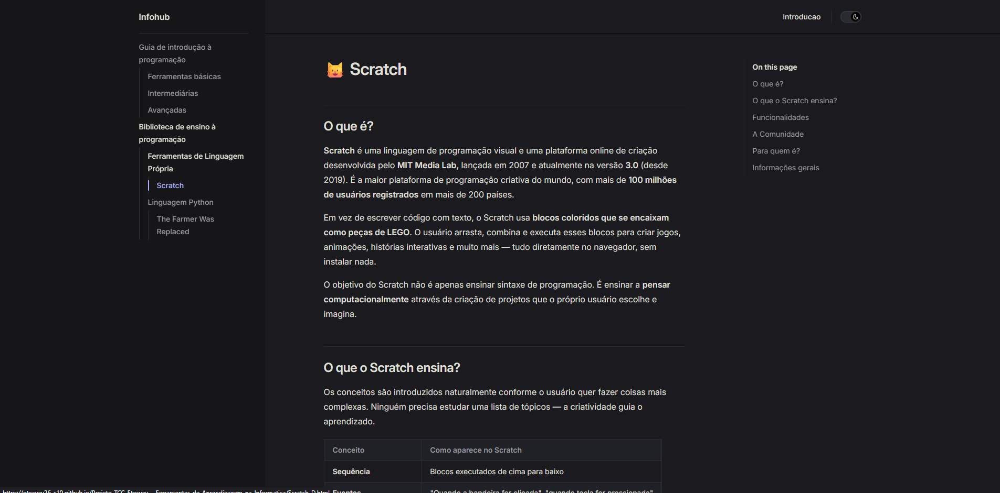 Infohub
Introducao
Guia de introdução à
programação
Ferramentas básicas
Intermediárias
Avançadas
Biblioteca de ensino à
programação
Ferramentas de Linguagem
Própria
Scratch
Linguagem Python
The Farmer Was
Replaced
Scratch
O que é?
Scratch é uma linguagem de programação visual e uma plataforma online de criação
desenvolvida pelo MIT Media Lab, lançada em 2007 e atualmente na versão 3.0 (desde
2019). É a maior plataforma de programação criativa do mundo, com mais de 100 milhões
de usuários registrados em mais de 200 países.
Em vez de escrever código com texto, o Scratch usa blocos coloridos que se encaixam
como peças de LEGO. O usuário arrasta, combina e executa esses blocos para criar jogos,
animações, histórias interativas e muito mais — tudo diretamente no navegador, sem
instalar nada.
O objetivo do Scratch não é apenas ensinar sintaxe de programação. É ensinar a pensar
computacionalmente através da criação de projetos que o próprio usuário escolhe e
imagina.
O que o Scratch ensina?
Os conceitos são introduzidos naturalmente conforme o usuário quer fazer coisas mais
complexas. Ninguém precisa estudar uma lista de tópicos — a criatividade guia o
aprendizado.
Conceito Como aparece no Scratch
Sequência Blocos executados de cima para baixo
Eventos "Quando a bandeira for clicada", "quando tecla for pressionada"
On this page
O que é?
O que o Scratch ensina?
Funcionalidades
A Comunidade
Para quem é?
Informações gerais